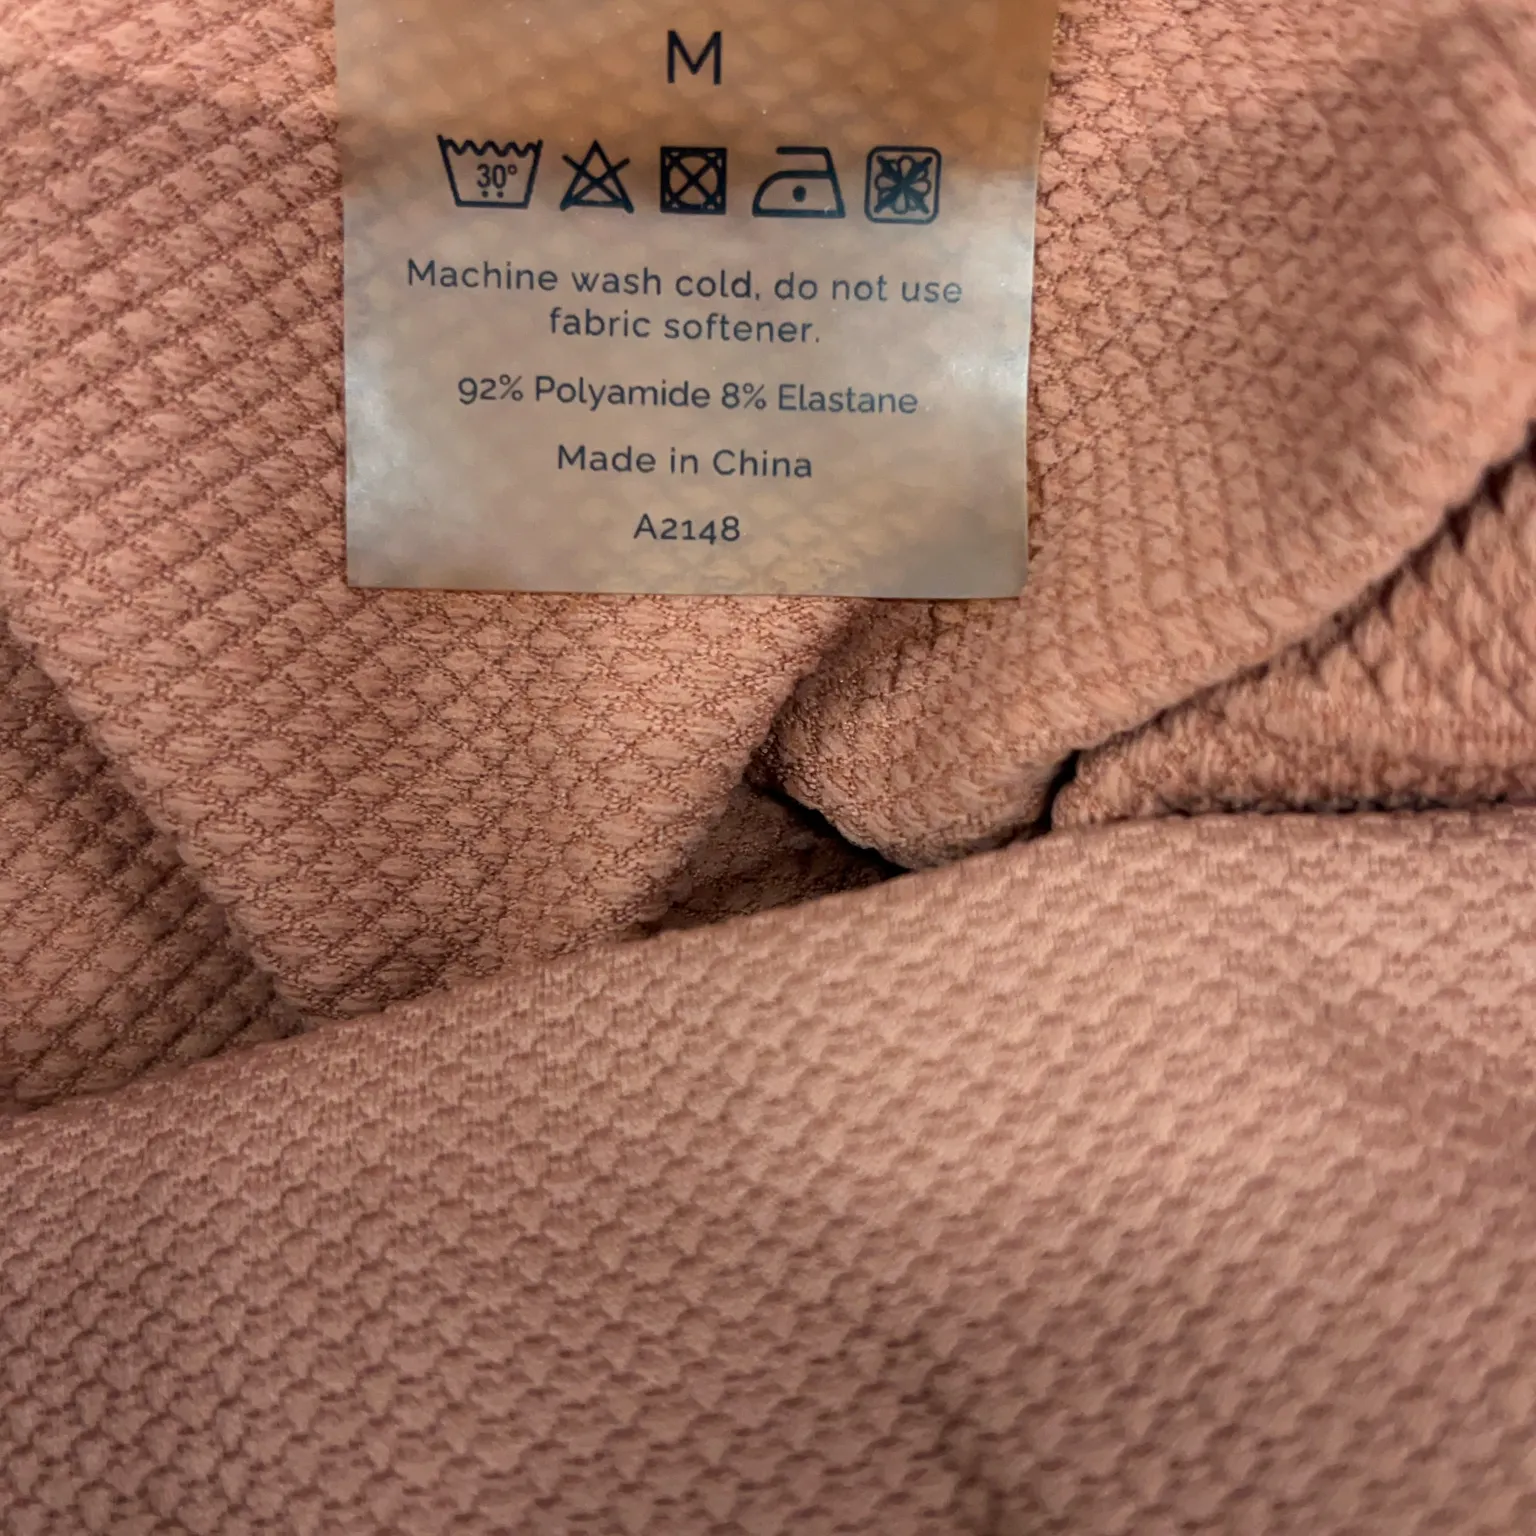 M
30°
Machine wash cold, do not use
fabric softener.
92% Polyamide 8% Elastane
Made in China
A2148